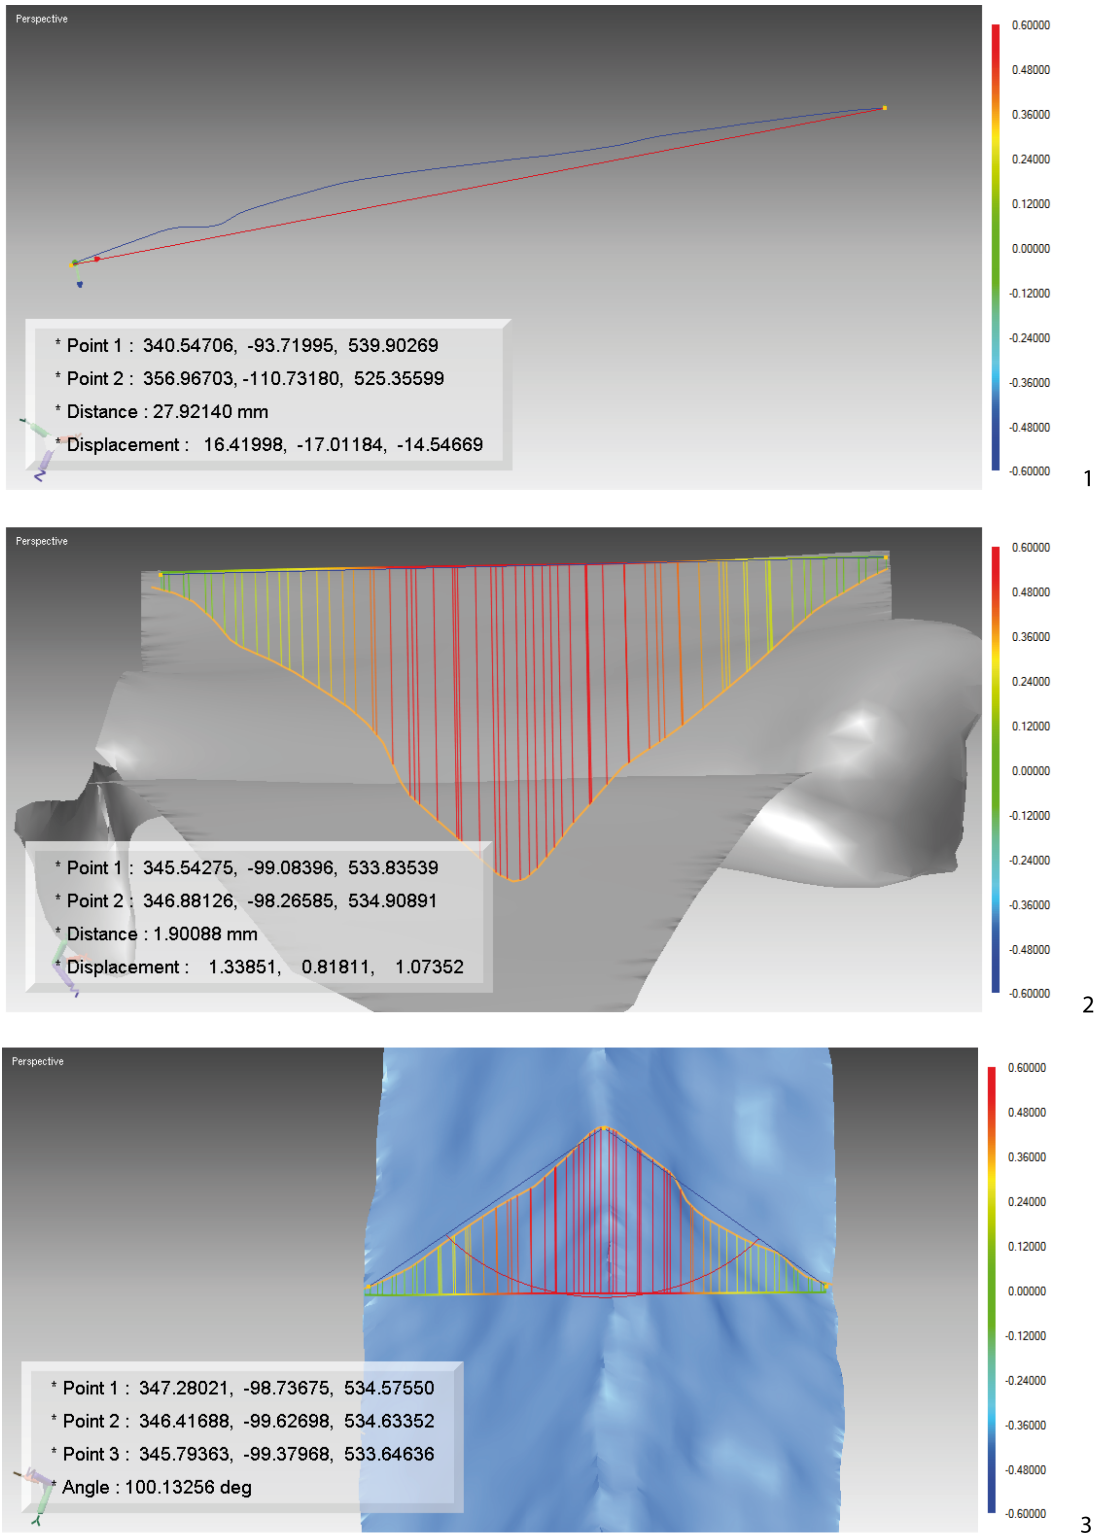 Perspective
0.60000
0.48000
0.36000
0.24000
0.12000
0.00000
-0.12000
-0.24000
-0.36000
-0.48000
-0.60000
* Point 1 : 340.54706, -93.71995, 539.90269
* Point 2 : 356.96703, -110.73180, 525.35599
* Distance : 27.92140 mm
* Displacement : 16.41998, -17.01184, -14.54669
1
Perspective
0.60000
0.48000
0.36000
0.24000
0.12000
0.00000
-0.12000
-0.24000
-0.36000
-0.48000
-0.60000
* Point 1 : 345.54275, -99.08396, 533.83539
* Point 2 : 346.88126, -98.26585, 534.90891
* Distance : 1.90088 mm
* Displacement : 1.33851, 0.81811, 1.07352
2
Perspective
0.60000
0.48000
0.36000
0.24000
0.12000
0.00000
-0.12000
-0.24000
-0.36000
-0.48000
-0.60000
* Point 1 : 347.28021, -98.73675, 534.57550
* Point 2 : 346.41688, -99.62698, 534.63352
* Point 3 : 345.79363, -99.37968, 533.64636
* Angle : 100.13256 deg
3